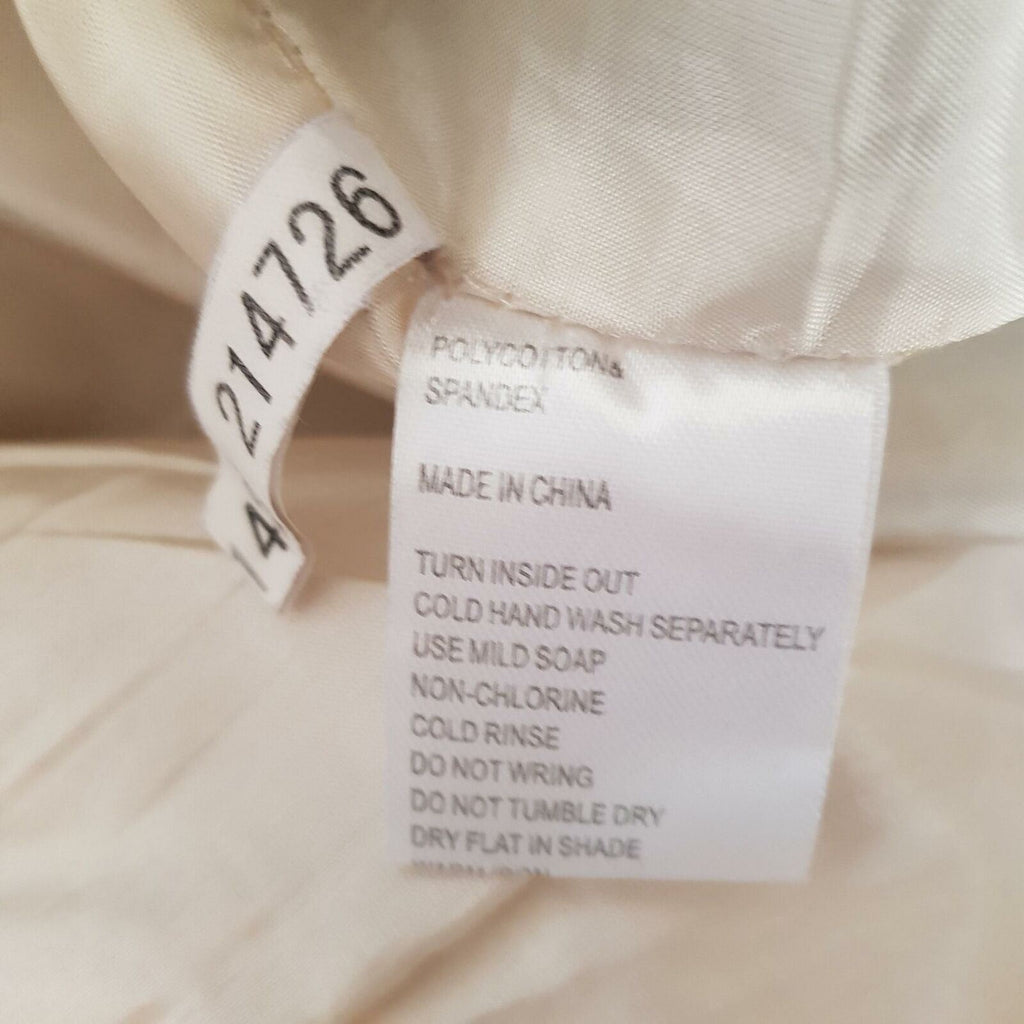 214726
14
POLYCOTTON&
SPANDEX
MADE IN CHINA
TURN INSIDE OUT
COLD HAND WASH SEPARATELY
USE MILD SOAP
NON-CHLORINE
COLD RINSE
DO NOT WRING
DO NOT TUMBLE DRY
DRY FLAT IN SHADE